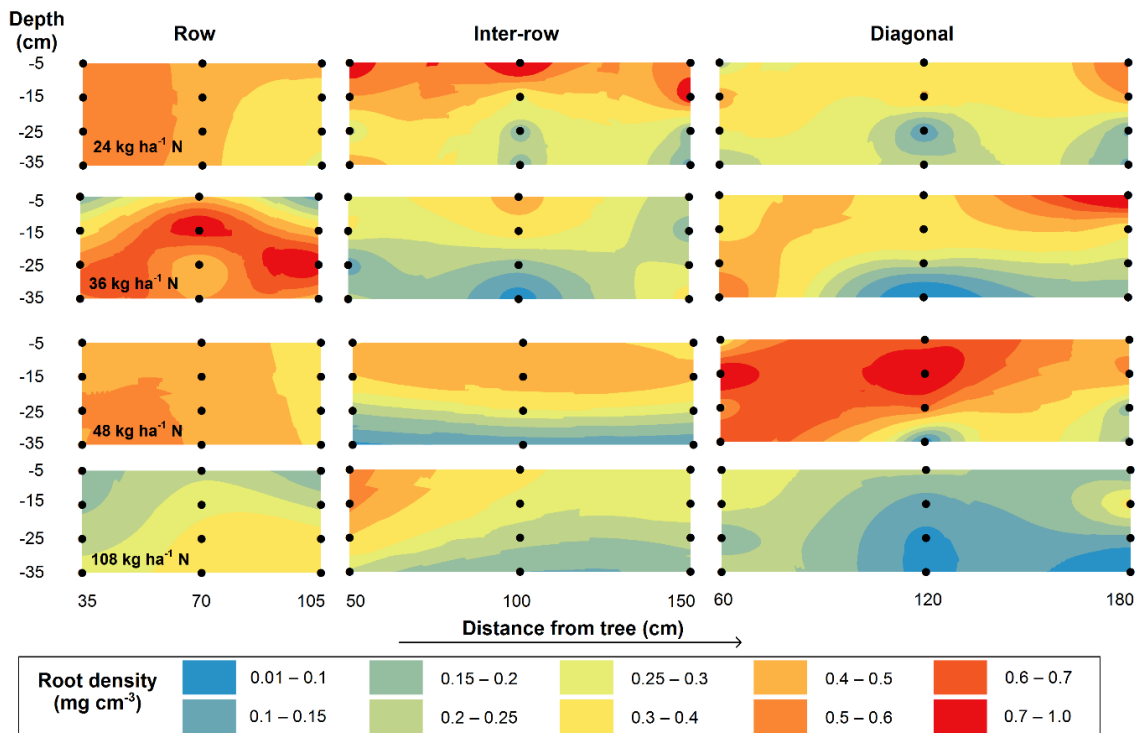 Depth
(cm)
Row
Inter-row
Diagonal
-5
-15
-25
-35
24 kg ha⁻¹ N
-5
-15
-25
-35
36 kg ha⁻¹ N
-5
-15
-25
-35
48 kg ha⁻¹ N
-5
-15
-25
-35
108 kg ha⁻¹ N
35 70 105 50 100 150 60 120 180
Distance from tree (cm)
Root density
(mg cm⁻³)
0.01 – 0.1 0.15 – 0.2 0.25 – 0.3 0.4 – 0.5 0.6 – 0.7
0.1 – 0.15 0.2 – 0.25 0.3 – 0.4 0.5 – 0.6 0.7 – 1.0